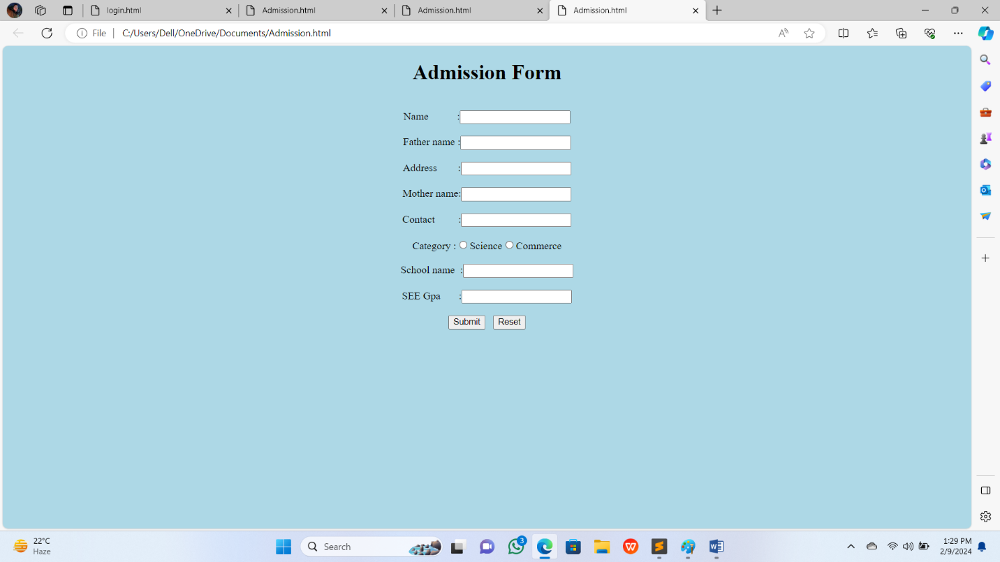 login.html
Admission.html
Admission.html
Admission.html
File
C:/Users/Dell/OneDrive/Documents/Admission.html
Admission Form
Name :
Father name :
Address :
Mother name:
Contact :
Category : Science Commerce
School name :
SEE Gpa :
Submit Reset
22°C
Haze
Search
3
1:29 PM
2/9/2024